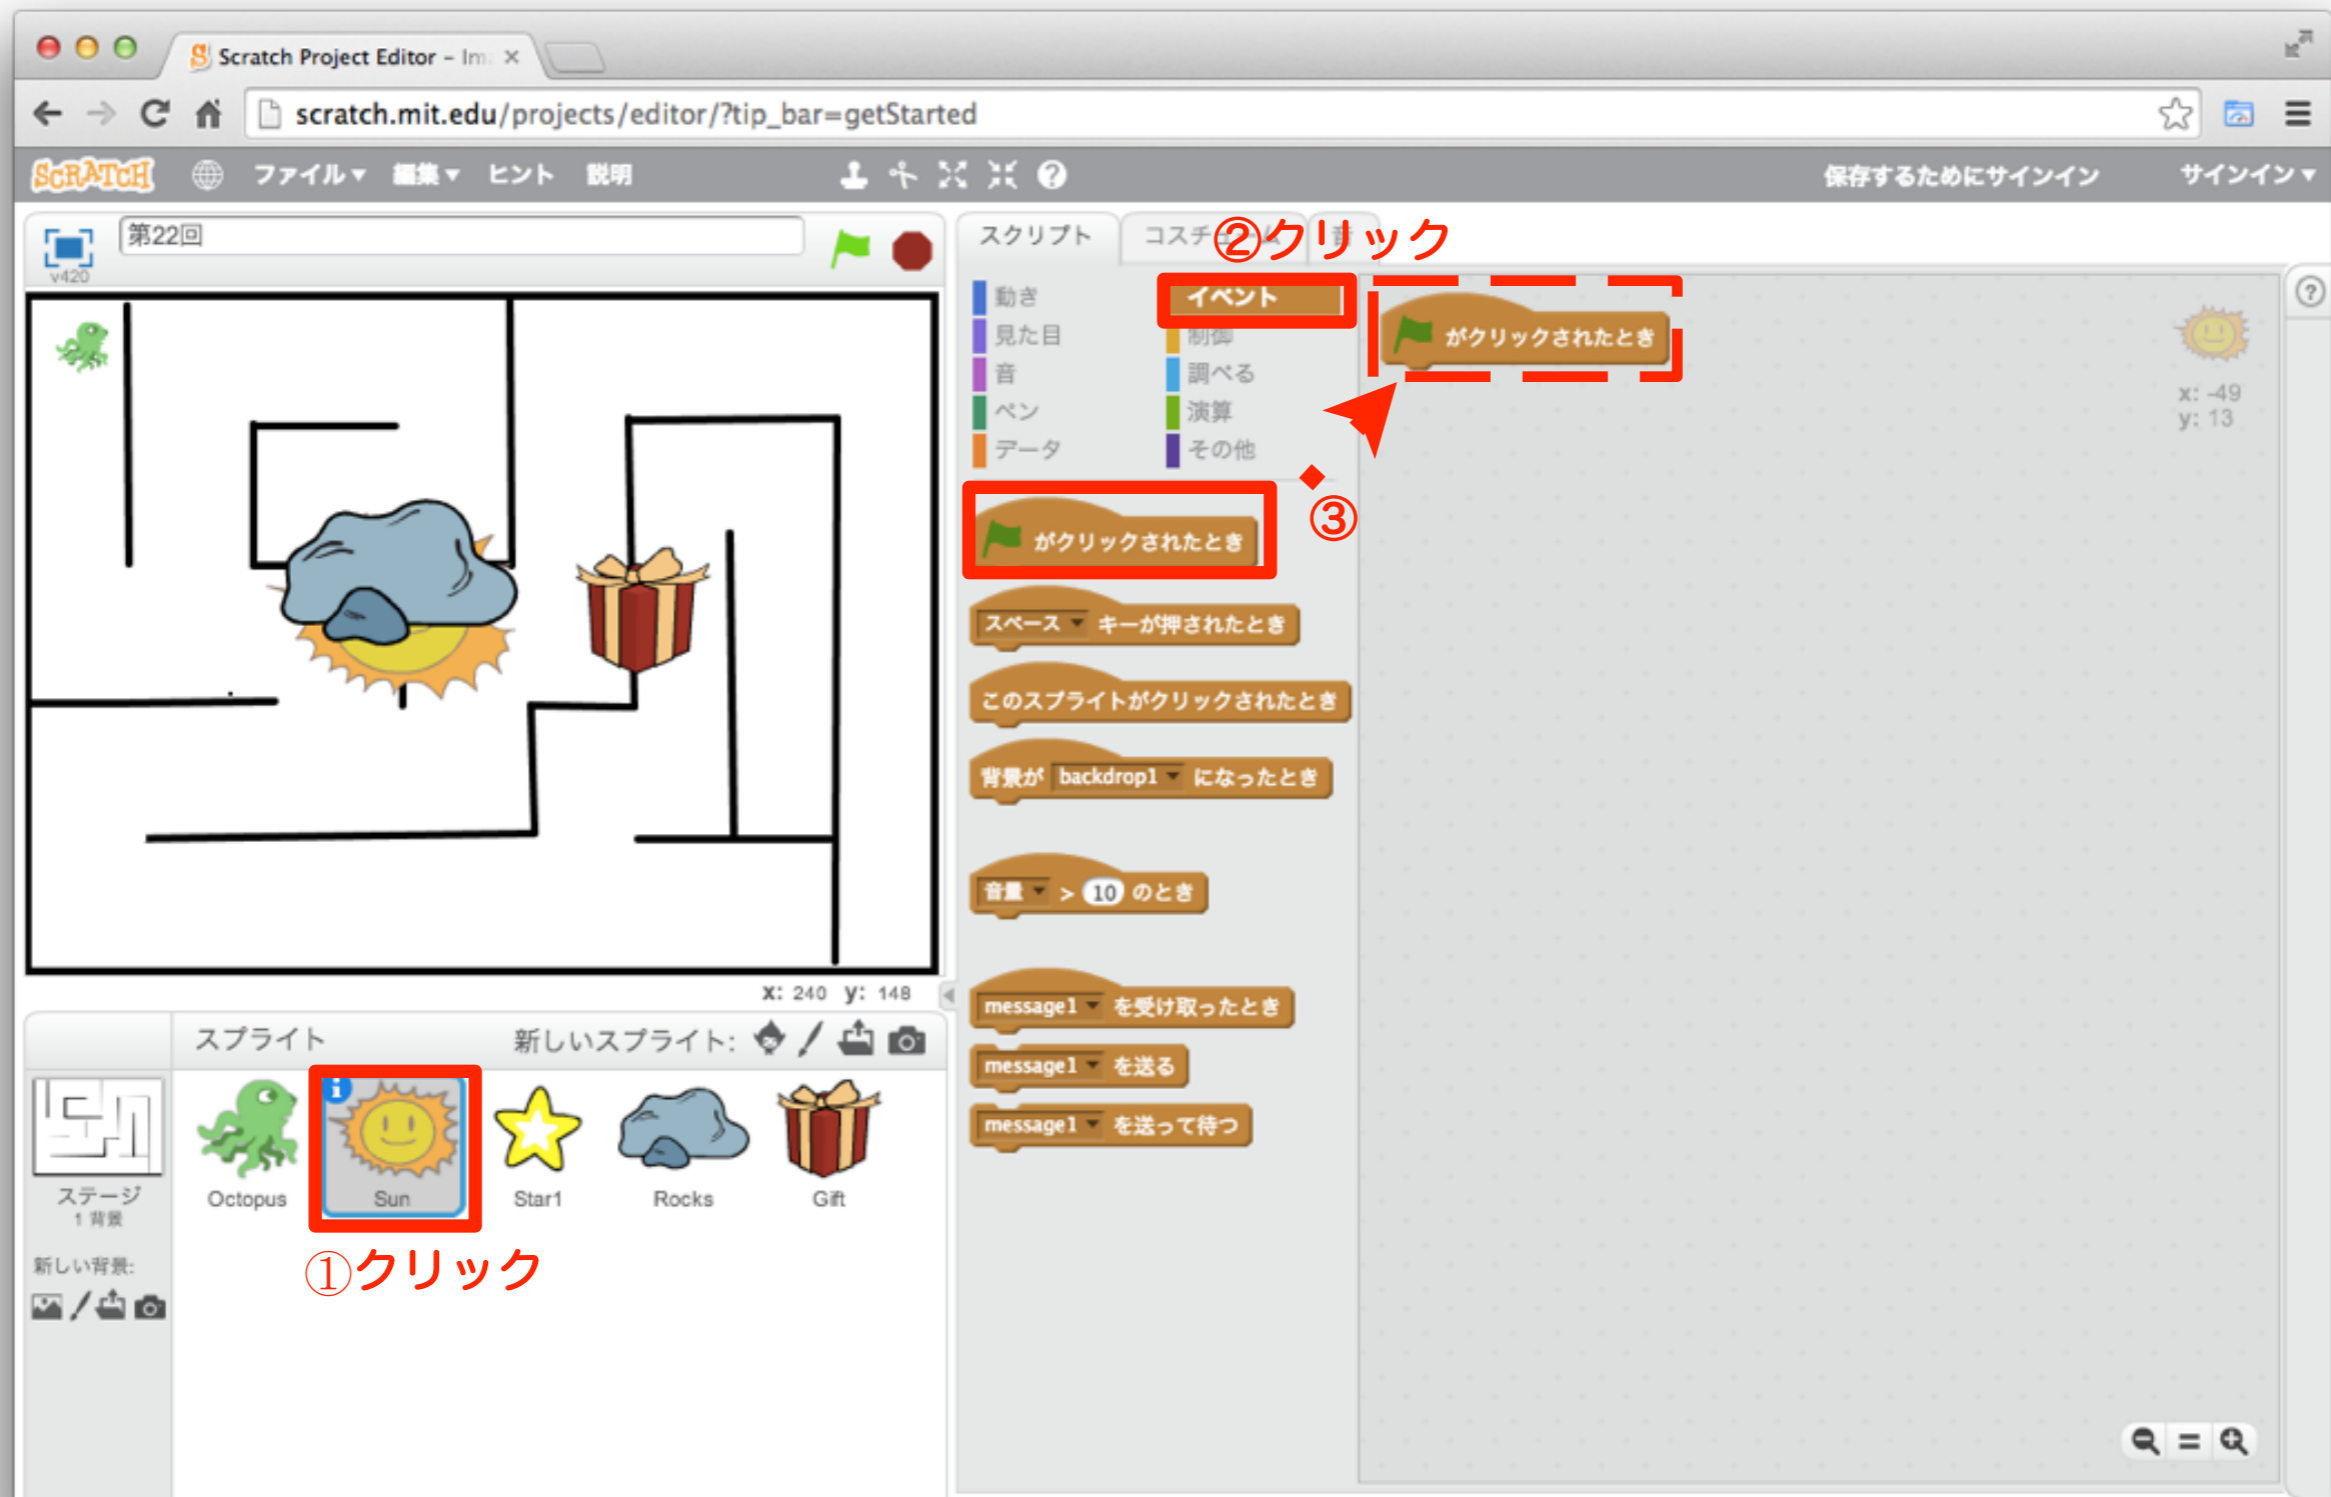 Scratch Project Editor – Im
scratch.mit.edu/projects/editor/?tip_bar=getStarted
SCRATCH ファイル 編集 ヒント 説明 保存するためにサインイン サインイン
第22回
v420
スクリプト コスチューム 音
②クリック
動き イベント
見た目 制御
音 調べる
ペン 演算
データ その他
がクリックされたとき
x: -49
y: 13
③
がクリックされたとき
スペース キーが押されたとき
このスプライトがクリックされたとき
背景が backdrop1 になったとき
音量 > 10 のとき
message1 を受け取ったとき
message1 を送る
message1 を送って待つ
x: 240 y: 148
スプライト 新しいスプライト:
Octopus Sun Star1 Rocks Gift
ステージ
1 背景
新しい背景:
①クリック